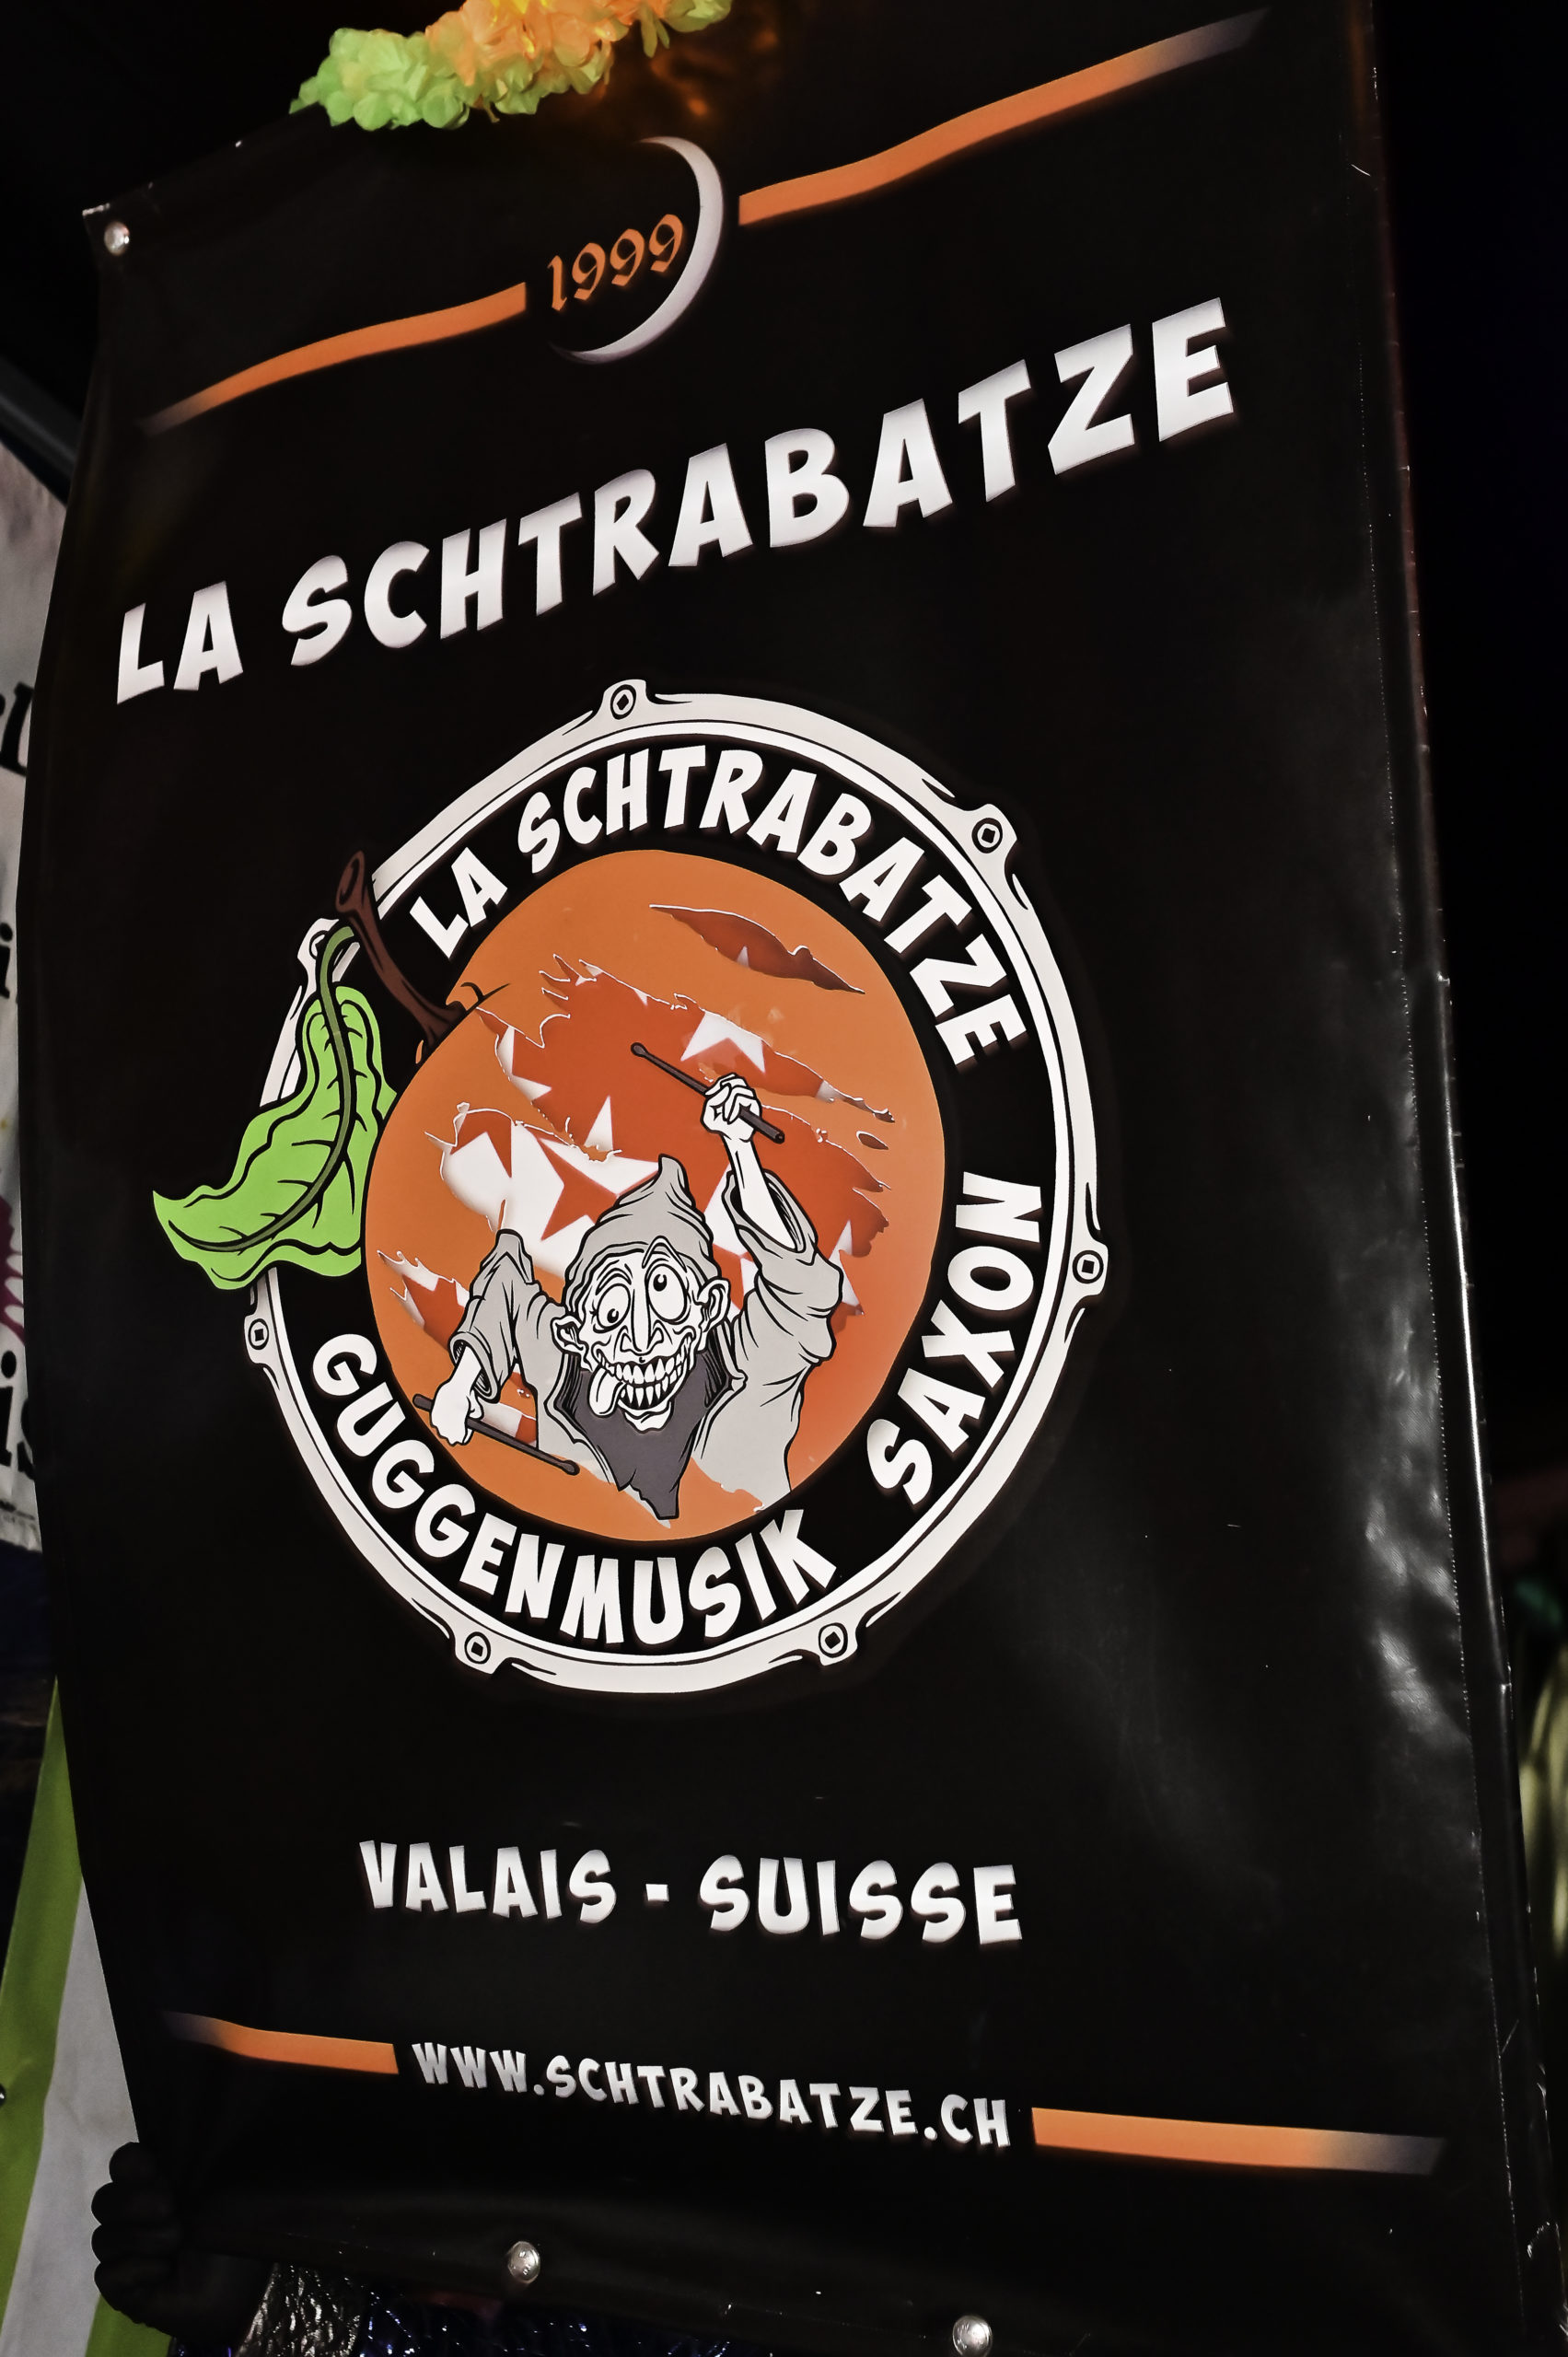 1999
LA SCHTRABATZE
LA SCHTRABATZE
GUGGENMUSIK SAXON
VALAIS - SUISSE
WWW.SCHTRABATZE.CH